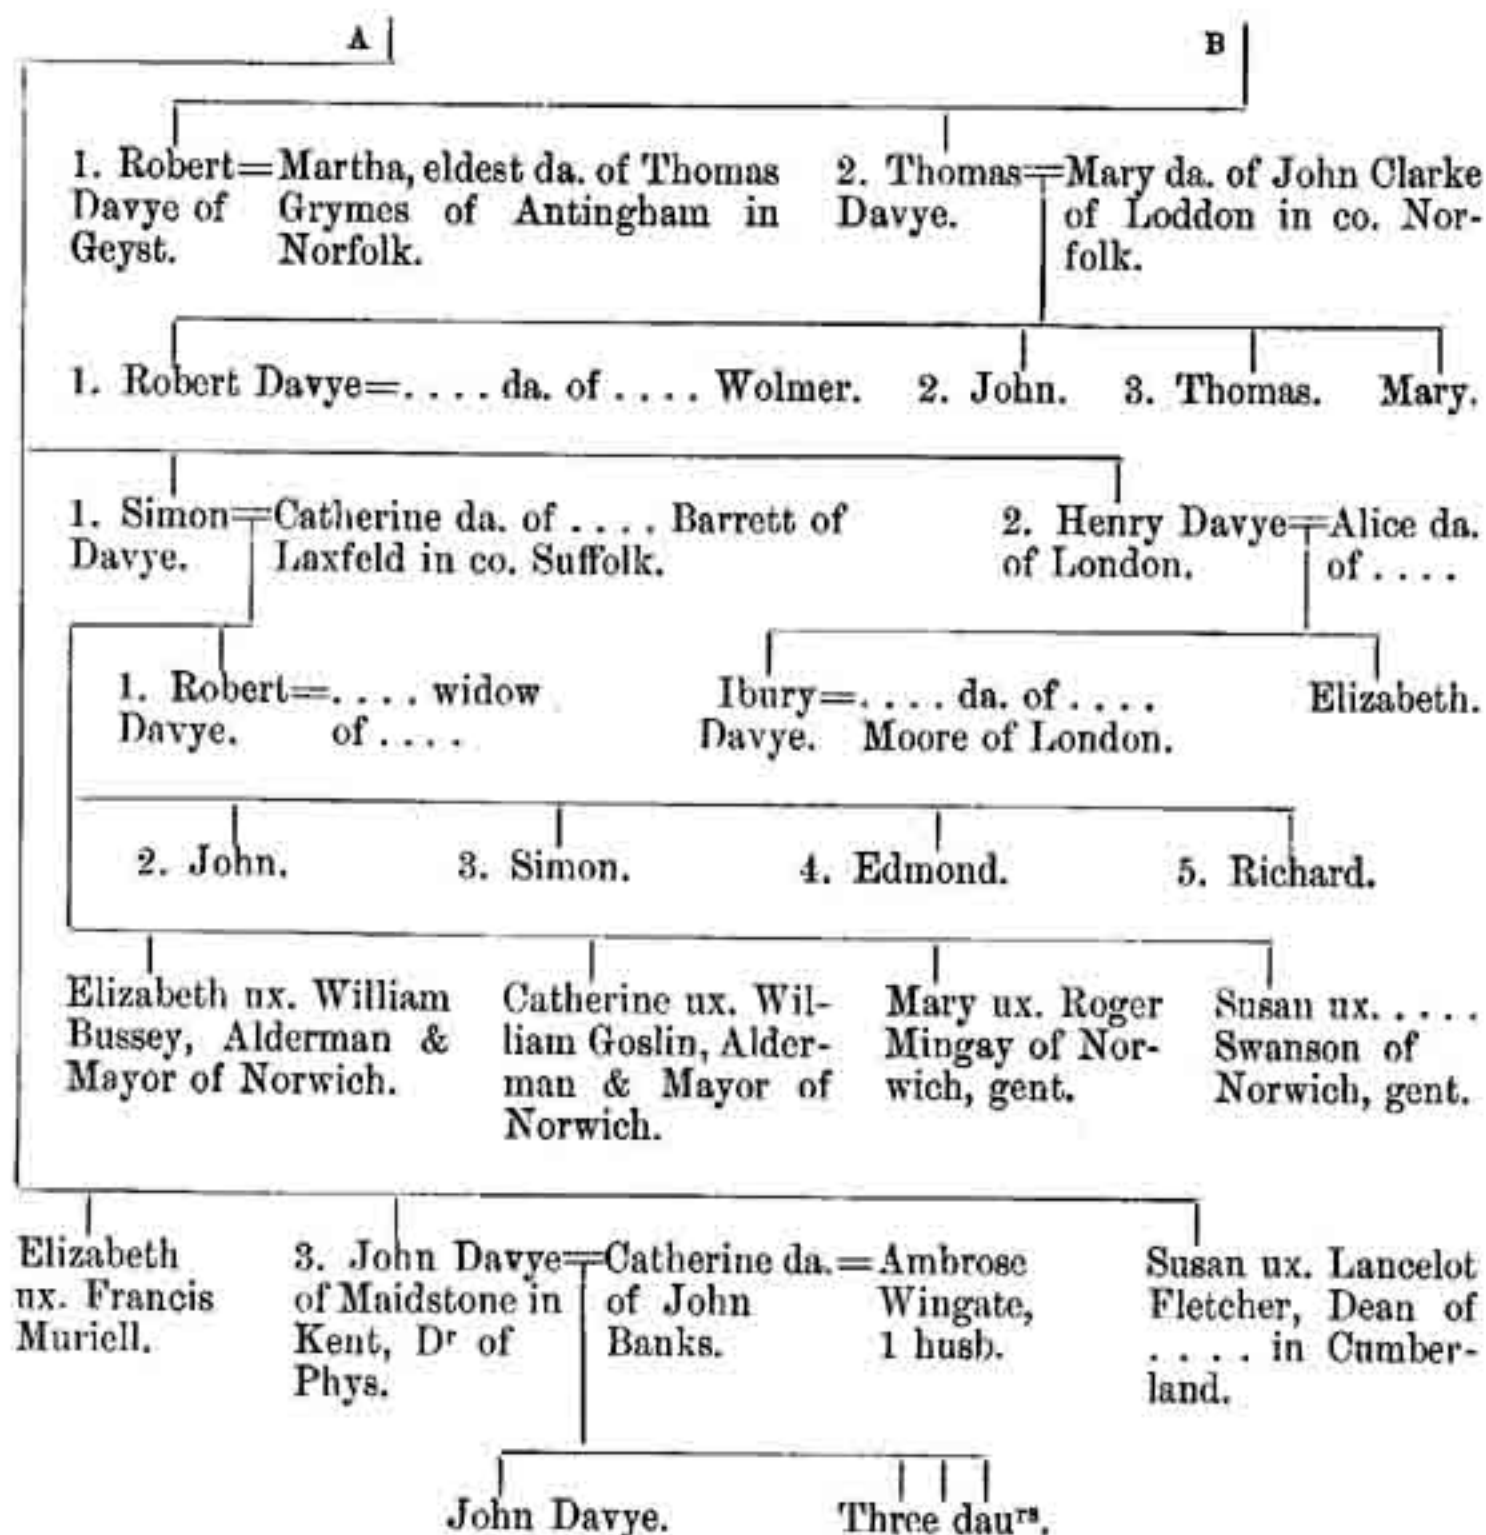 A B
1. Robert=Martha, eldest da. of Thomas
Davye of Grymes of Antingham in
Geyst. Norfolk.
2. Thomas=Mary da. of John Clarke
Davye. of Loddon in co. Nor-
folk.
1. Robert Davye=.... da. of .... Wolmer. 2. John. 3. Thomas. Mary.
1. Simon=Catherine da. of .... Barrett of
Davye. Laxfeld in co. Suffolk.
2. Henry Davye=Alice da.
of London. of ....
1. Robert=.... widow
Davye. of ....
Ibury=.... da. of ....
Davye. Moore of London.
Elizabeth.
2. John. 3. Simon. 4. Edmond. 5. Richard.
Elizabeth ux. William
Bussey, Alderman &
Mayor of Norwich.
Catherine ux. Wil-
liam Goslin, Alder-
man & Mayor of
Norwich.
Mary ux. Roger
Mingay of Nor-
wich, gent.
Susan ux.....
Swanson of
Norwich, gent.
Elizabeth
ux. Francis
Muriell.
3. John Davye=Catherine da.=Ambrose
of Maidstone in of John Wingate,
Kent, Dʳ of Banks. 1 husb.
Phys.
Susan ux. Lancelot
Fletcher, Dean of
.... in Cumber-
land.
John Davye. Three dauʳˢ.